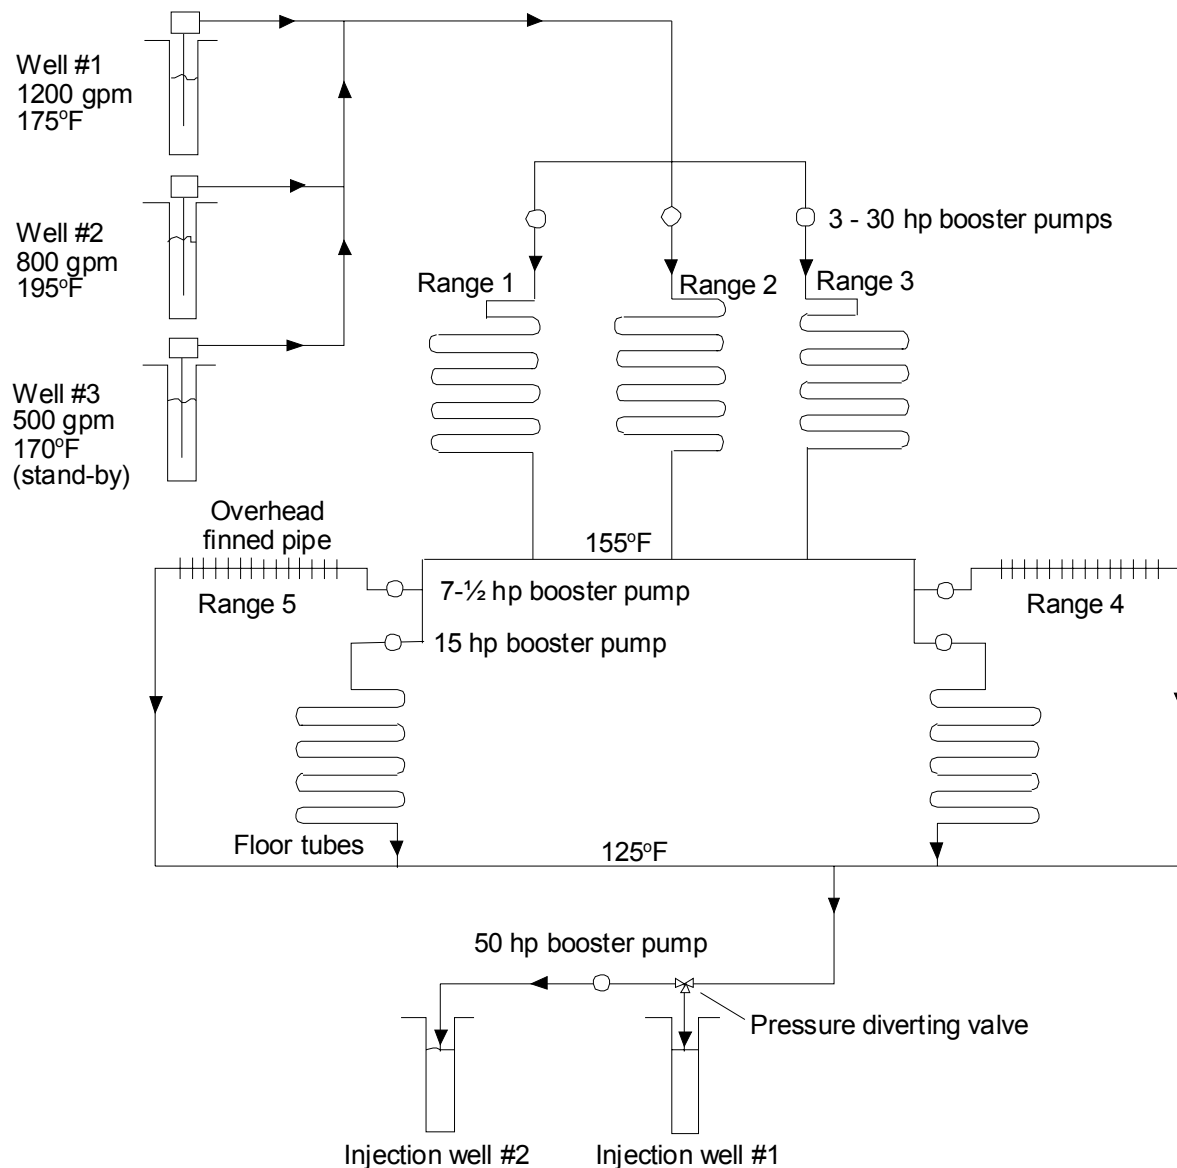 Well #1
1200 gpm
175°F
Well #2
800 gpm
195°F
Well #3
500 gpm
170°F
(stand-by)
3 - 30 hp booster pumps
Range 1
Range 2
Range 3
Overhead
finned pipe
155°F
Range 5
7-½ hp booster pump
Range 4
15 hp booster pump
Floor tubes
125°F
50 hp booster pump
Pressure diverting valve
Injection well #2
Injection well #1